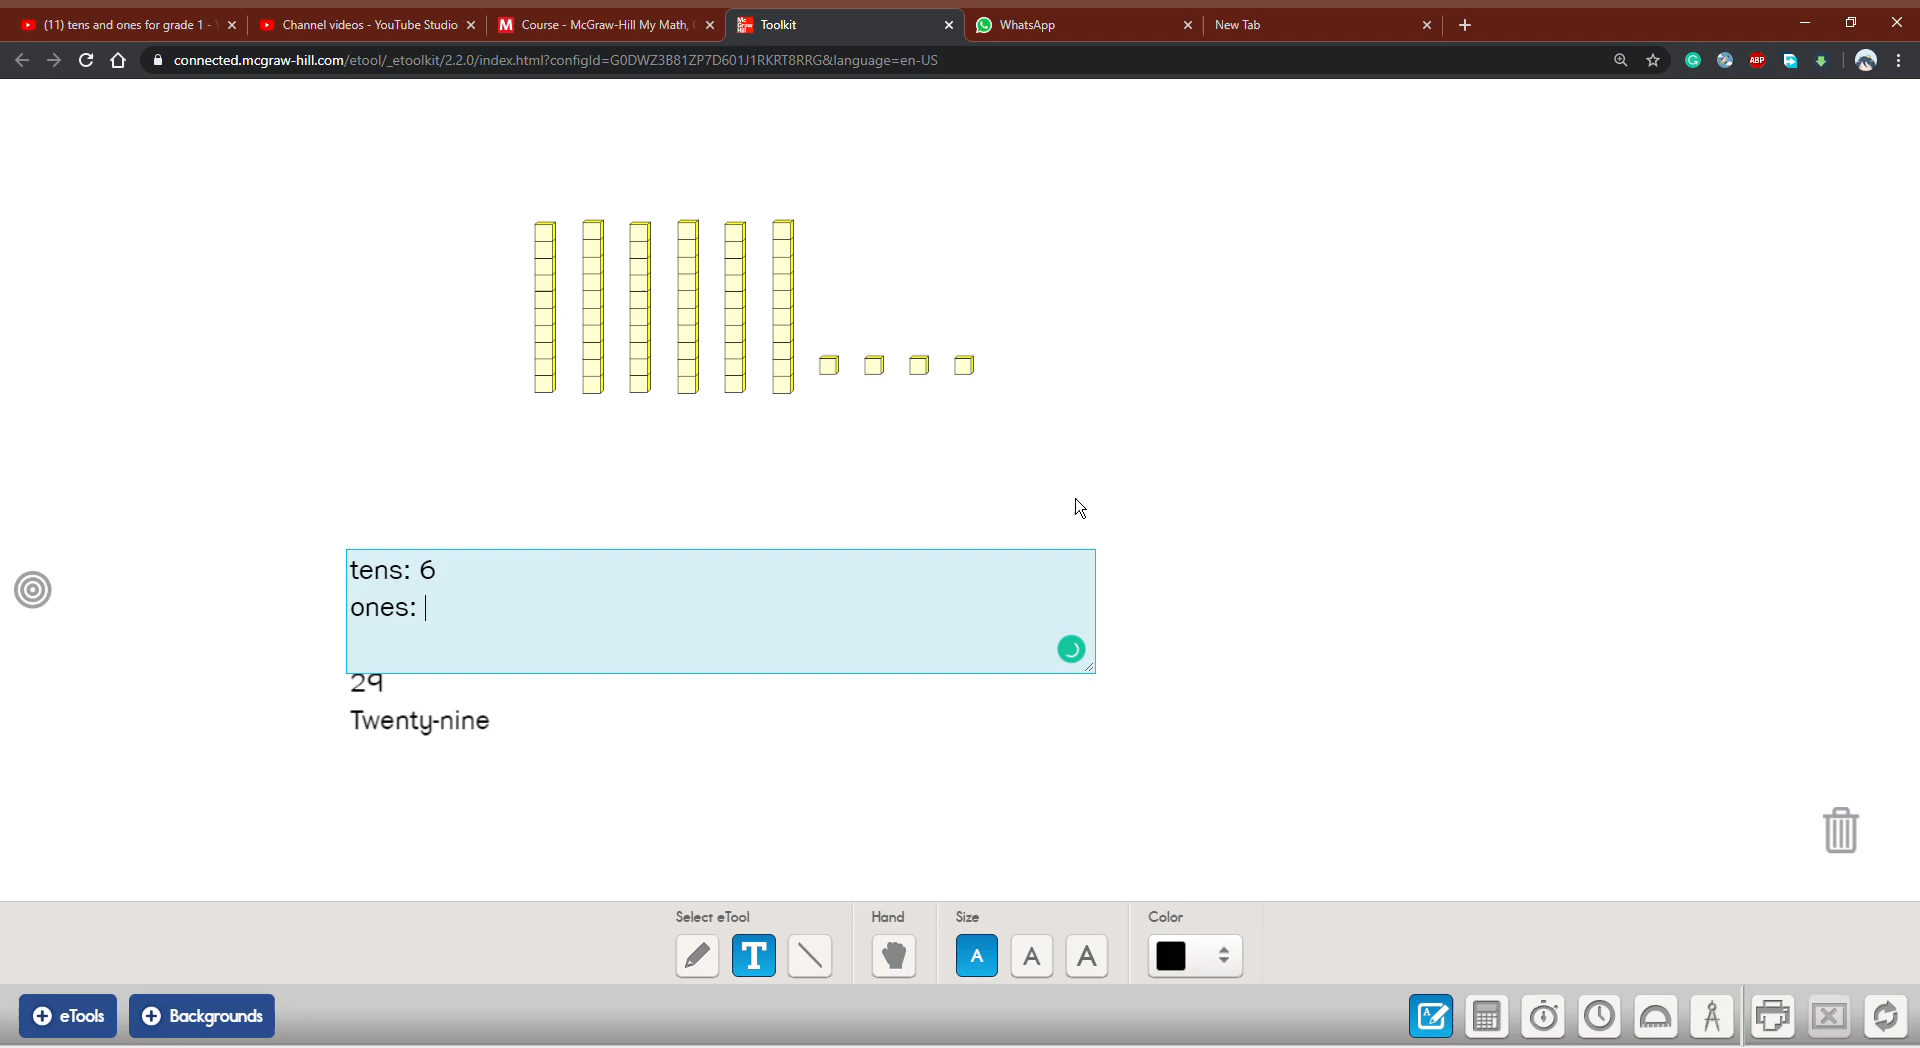 (11) tens and ones for grade 1 -
Channel videos - YouTube Studio
Course - McGraw-Hill My Math,
Toolkit
WhatsApp
New Tab
connected.mcgraw-hill.com/etool/_etoolkit/2.2.0/index.html?configId=G0DWZ3B81ZP7D601J1RKRT8RRG&language=en-US
ABP
tens: 6
ones:
29
Twenty-nine
Select eTool
Hand
Size
Color
T
A
A
A
eTools
Backgrounds